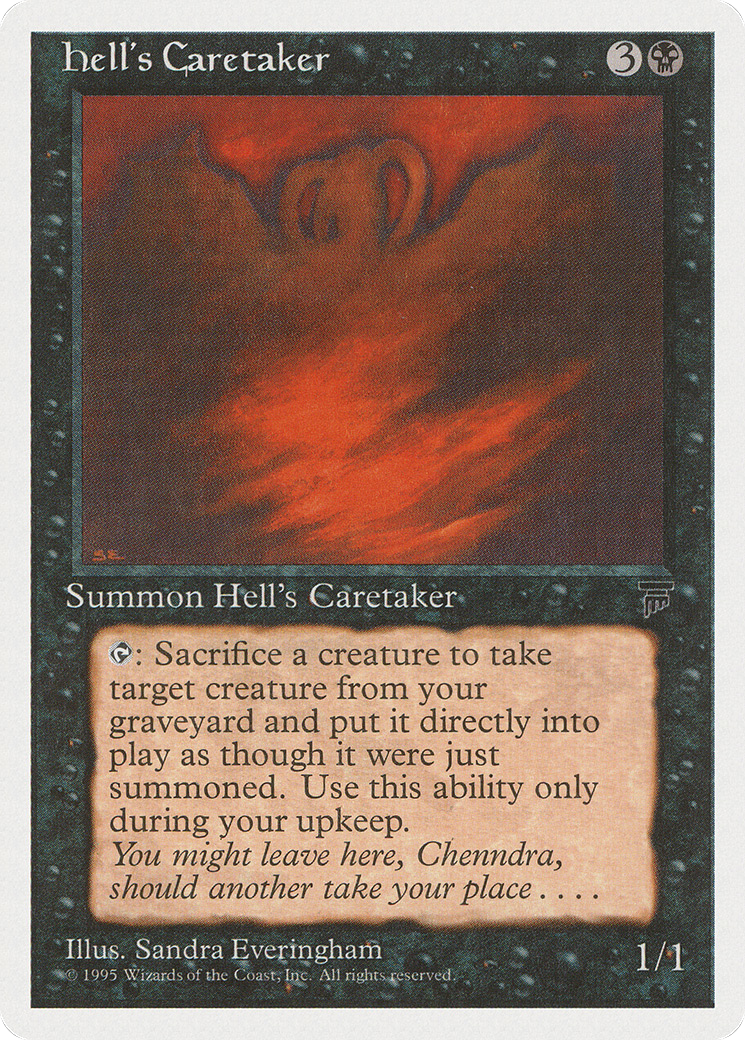 Hell's Caretaker
3
SE
Summon Hell's Caretaker
: Sacrifice a creature to take
target creature from your
graveyard and put it directly into
play as though it were just
summoned. Use this ability only
during your upkeep.
You might leave here, Chenndra,
should another take your place . . . .
Illus. Sandra Everingham
1/1
© 1995 Wizards of the Coast, Inc. All rights reserved.